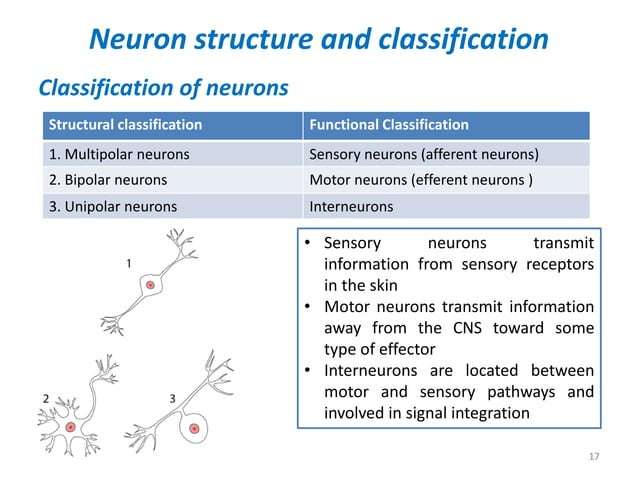 Neuron structure and classification
Classification of neurons
Structural classification Functional Classification
1. Multipolar neurons Sensory neurons (afferent neurons)
2. Bipolar neurons Motor neurons (efferent neurons )
3. Unipolar neurons Interneurons
1
2
3
• Sensory neurons transmit
information from sensory receptors
in the skin
• Motor neurons transmit information
away from the CNS toward some
type of effector
• Interneurons are located between
motor and sensory pathways and
involved in signal integration
17